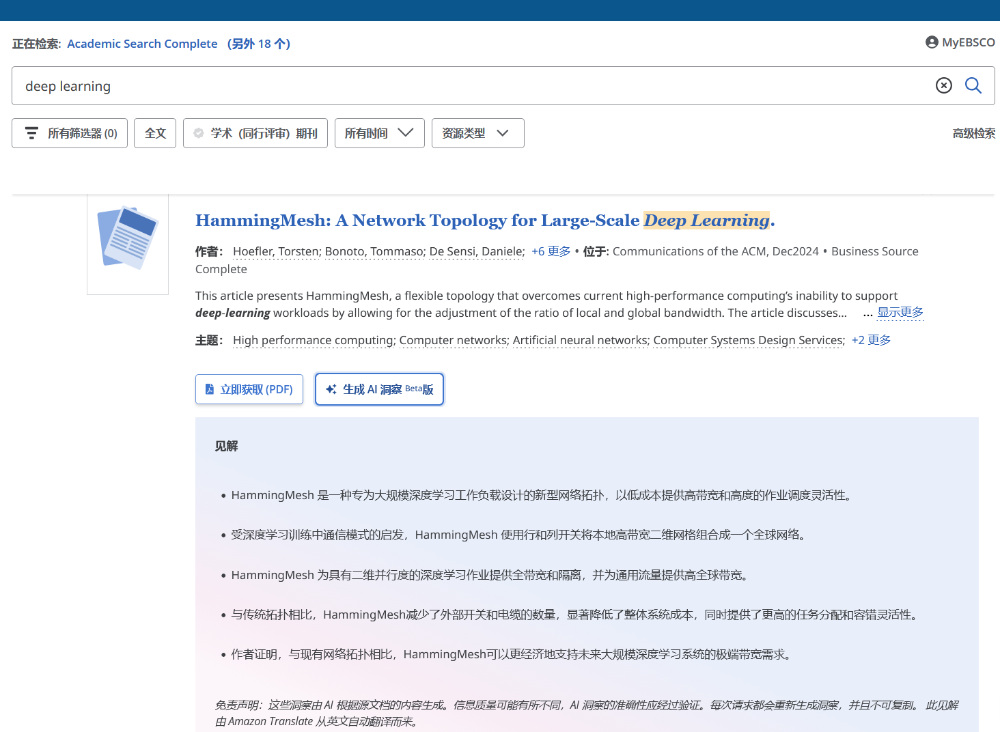 正在检索: Academic Search Complete (另外 18 个)
MyEBSCO
deep learning
所有筛选器 (0) 全文 学术（同行评审）期刊 所有时间 资源类型 高级检索
HammingMesh: A Network Topology for Large-Scale Deep Learning.
作者： Hoefler, Torsten; Bonoto, Tommaso; De Sensi, Daniele; +6 更多 • 位于: Communications of the ACM, Dec2024 • Business Source
Complete
This article presents HammingMesh, a flexible topology that overcomes current high-performance computing’s inability to support
deep-learning workloads by allowing for the adjustment of the ratio of local and global bandwidth. The article discusses... ... 显示更多
主题： High performance computing; Computer networks; Artificial neural networks; Computer Systems Design Services; +2 更多
立即获取 (PDF) 生成 AI 洞察 Beta版
见解
• HammingMesh 是一种专为大规模深度学习工作负载设计的新型网络拓扑，以低成本提供高带宽和高度的作业调度灵活性。
• 受深度学习训练中通信模式的启发，HammingMesh 使用行和列开关将本地高带宽二维网格组合成一个全球网络。
• HammingMesh 为具有二维并行度的深度学习作业提供全带宽和隔离，并为通用流量提供高全球带宽。
• 与传统拓扑相比，HammingMesh减少了外部开关和电缆的数量，显著降低了整体系统成本，同时提供了更高的任务分配和容错灵活性。
• 作者证明，与现有网络拓扑相比，HammingMesh可以更经济地支持未来大规模深度学习系统的极端带宽需求。
免责声明：这些洞察由 AI 根据源文档的内容生成。信息质量可能有所不同，AI 洞察的准确性应经过验证。每次请求都会重新生成洞察，并且不可复制。 此见解
由 Amazon Translate 从英文自动翻译而来。